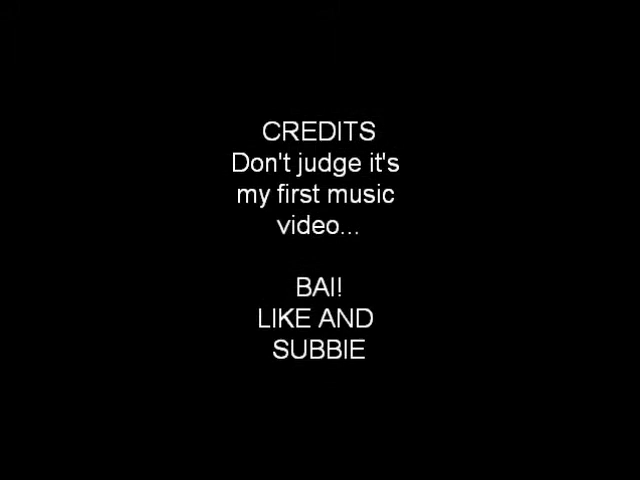 CREDITS
Don't judge it's
my first music
video...
BAI!
LIKE AND
SUBBIE